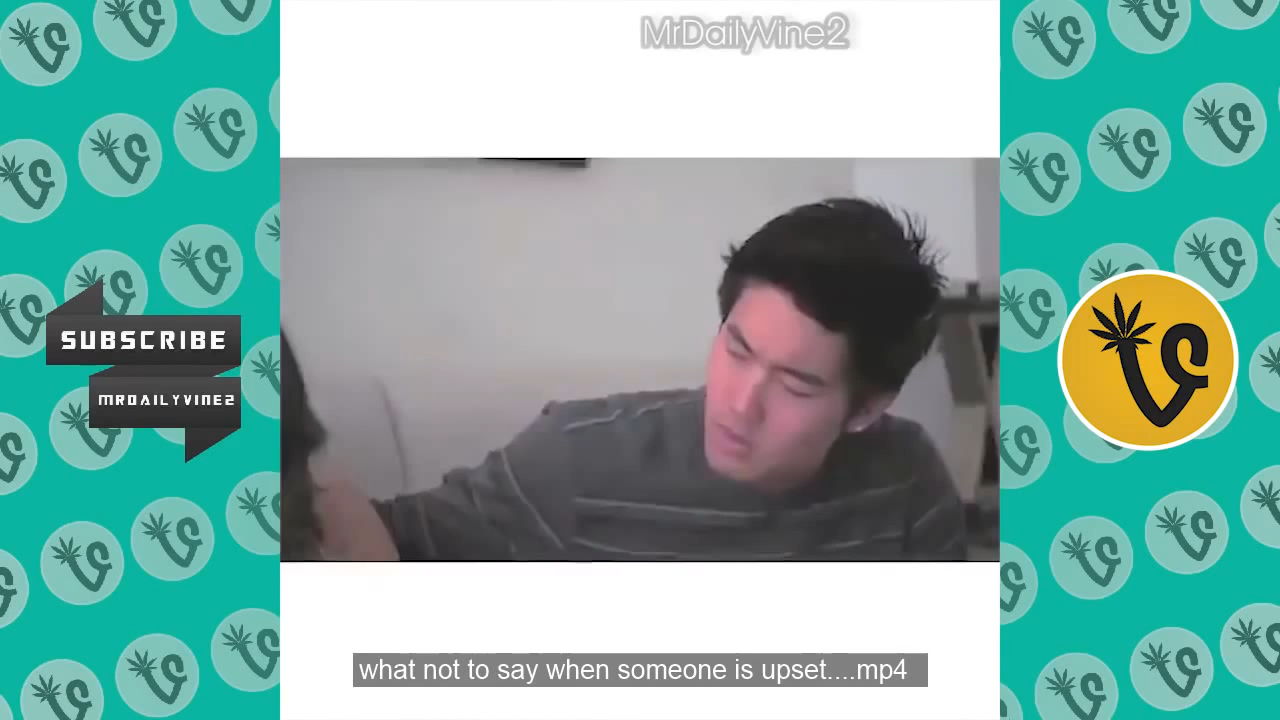 MrDailyVine2
SUBSCRIBE
MRDAILYVINE2
what not to say when someone is upset....mp4